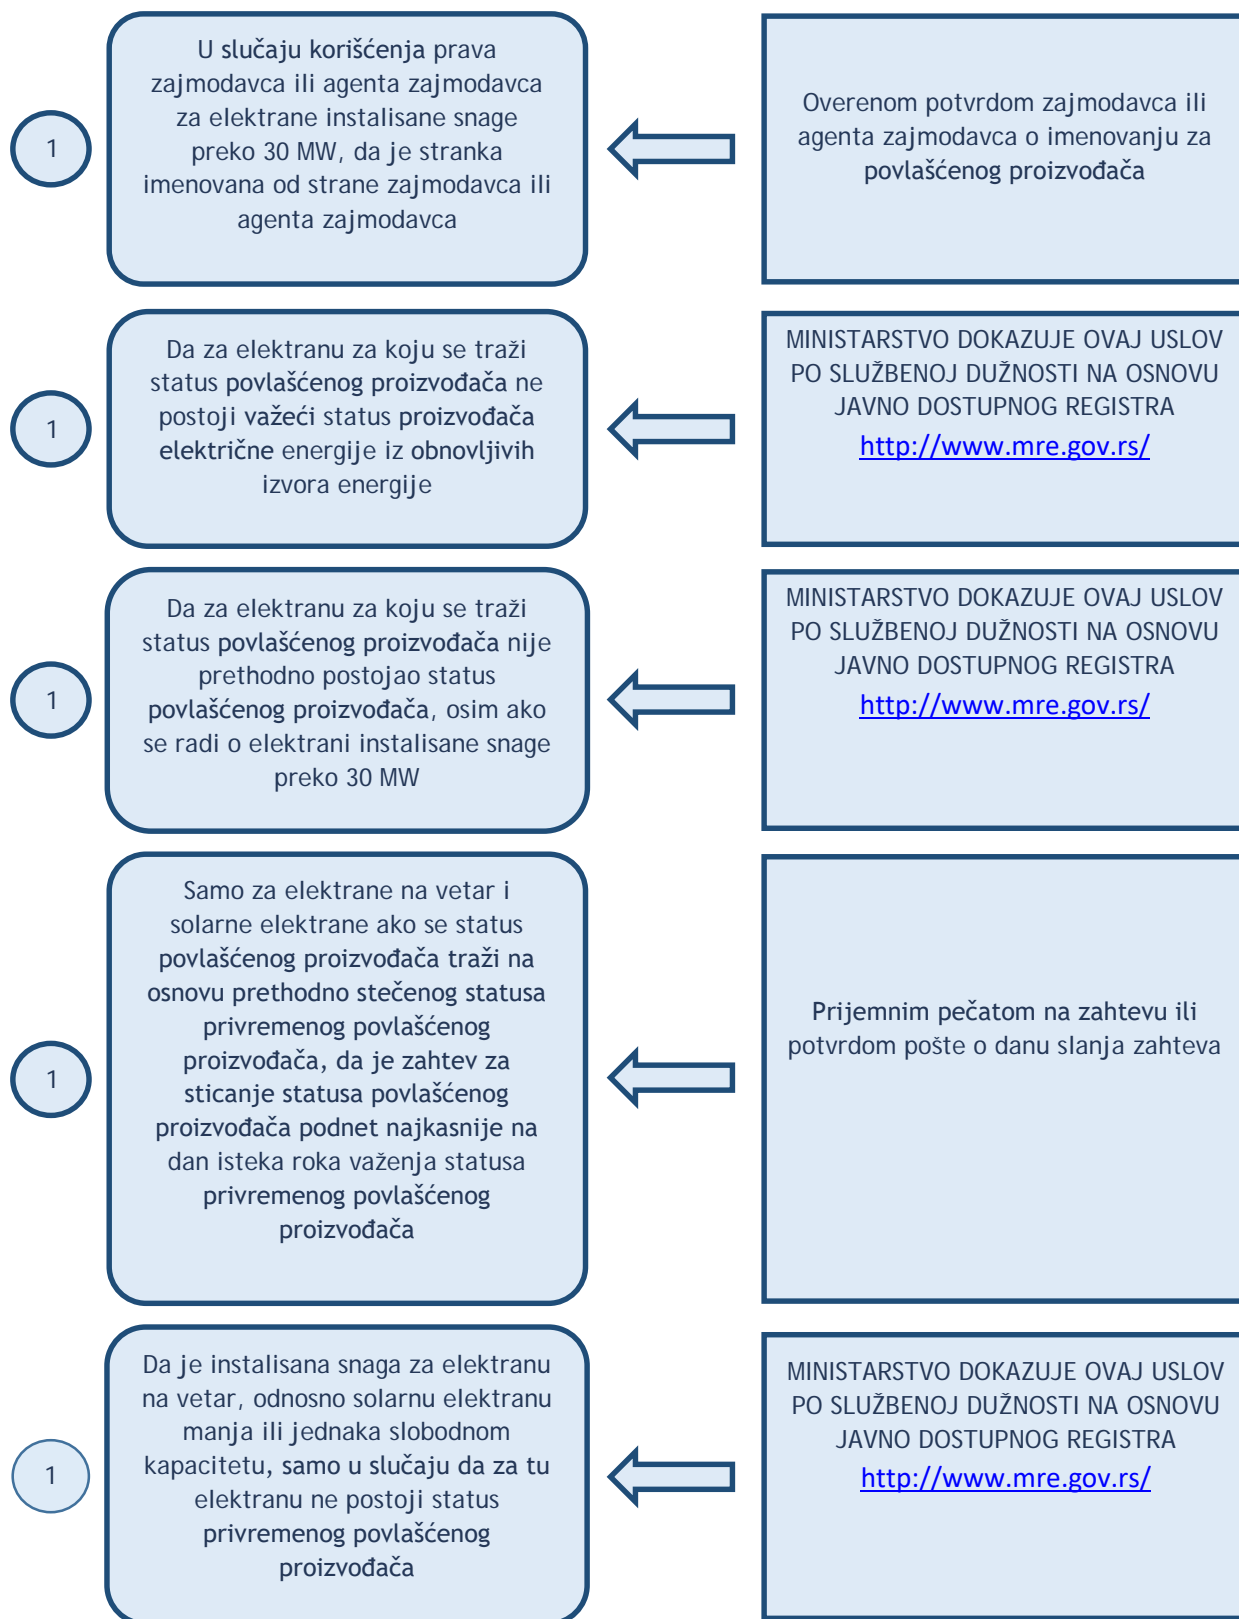 1
U slučaju korišćenja prava
zajmodavca ili agenta zajmodavca
za elektrane instalisane snage
preko 30 MW, da je stranka
imenovana od strane zajmodavca ili
agenta zajmodavca
Overenom potvrdom zajmodavca ili
agenta zajmodavca o imenovanju za
povlašćenog proizvođača
1
Da za elektranu za koju se traži
status povlašćenog proizvođača ne
postoji važeći status proizvođača
električne energije iz obnovljivih
izvora energije
MINISTARSTVO DOKAZUJE OVAJ USLOV
PO SLUŽBENOJ DUŽNOSTI NA OSNOVU
JAVNO DOSTUPNOG REGISTRA
http://www.mre.gov.rs/
1
Da za elektranu za koju se traži
status povlašćenog proizvođača nije
prethodno postojao status
povlašćenog proizvođača, osim ako
se radi o elektrani instalisane snage
preko 30 MW
MINISTARSTVO DOKAZUJE OVAJ USLOV
PO SLUŽBENOJ DUŽNOSTI NA OSNOVU
JAVNO DOSTUPNOG REGISTRA
http://www.mre.gov.rs/
1
Samo za elektrane na vetar i
solarne elektrane ako se status
povlašćenog proizvođača traži na
osnovu prethodno stečenog statusa
privremenog povlašćenog
proizvođača, da je zahtev za
sticanje statusa povlašćenog
proizvođača podnet najkasnije na
dan isteka roka važenja statusa
privremenog povlašćenog
proizvođača
Prijemnim pečatom na zahtevu ili
potvrdom pošte o danu slanja zahteva
1
Da je instalisana snaga za elektranu
na vetar, odnosno solarnu elektranu
manja ili jednaka slobodnom
kapacitetu, samo u slučaju da za tu
elektranu ne postoji status
privremenog povlašćenog
proizvođača
MINISTARSTVO DOKAZUJE OVAJ USLOV
PO SLUŽBENOJ DUŽNOSTI NA OSNOVU
JAVNO DOSTUPNOG REGISTRA
http://www.mre.gov.rs/